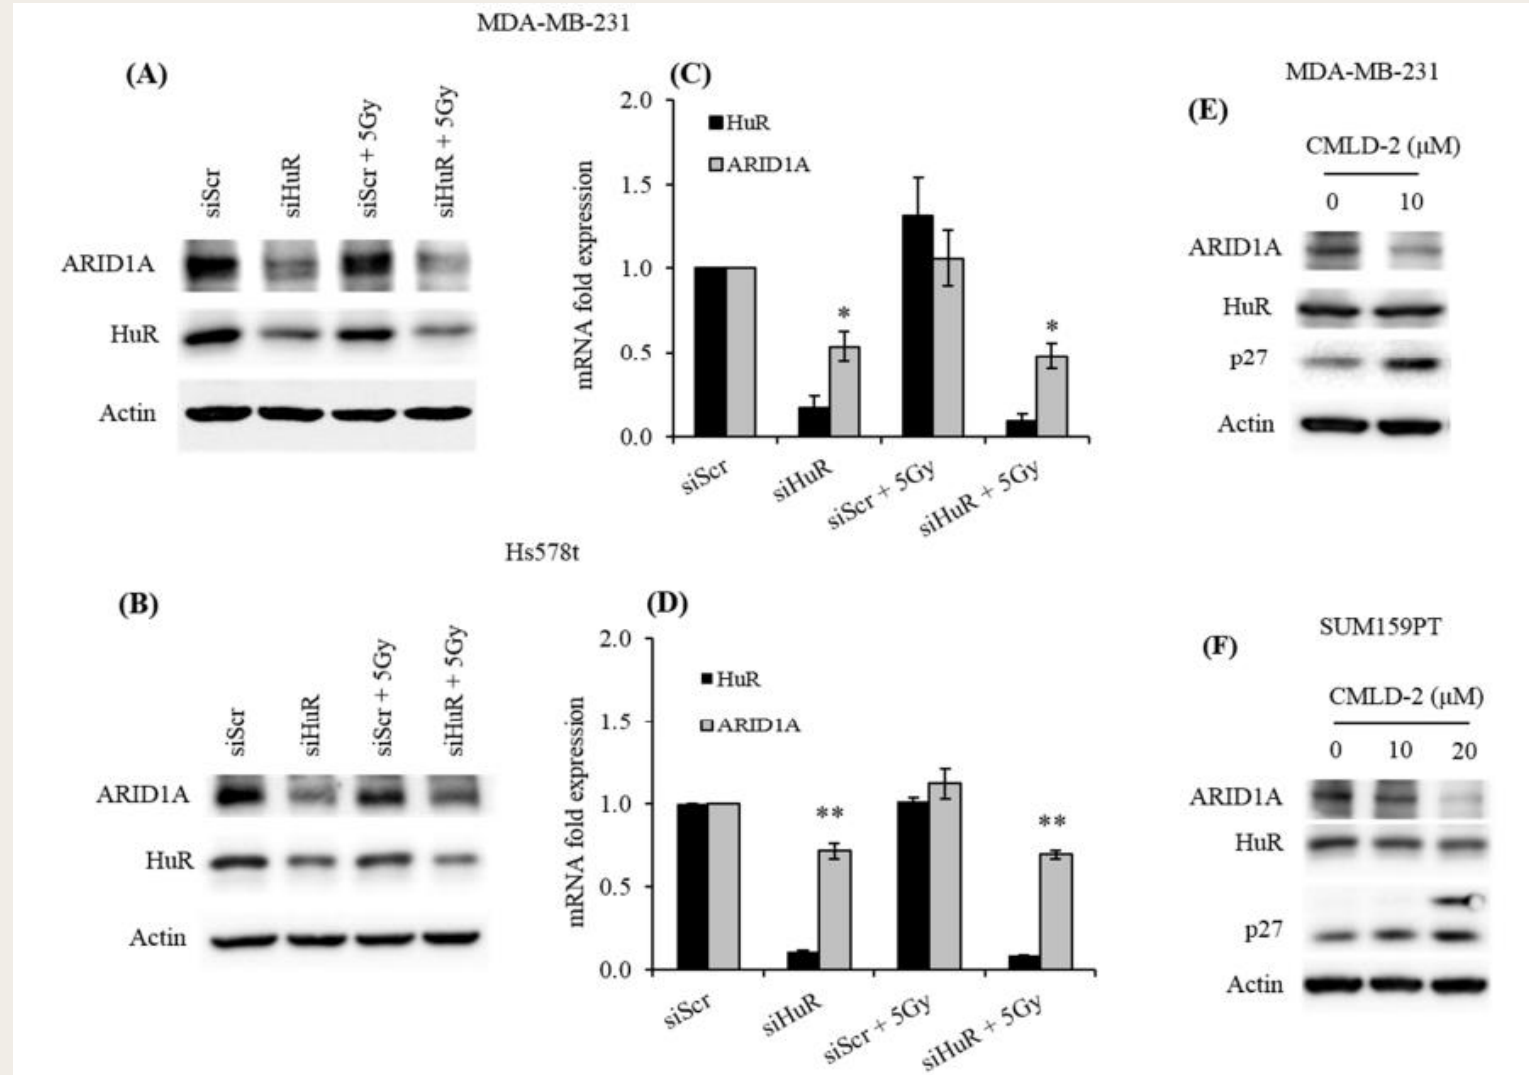 MDA-MB-231
(A)
siScr
siHuR
siScr + 5Gy
siHuR + 5Gy
ARID1A
HuR
Actin
(C)
mRNA fold expression
2.0
1.5
1.0
0.5
0.0
HuR
ARID1A
*
*
siScr
siHuR
siScr + 5Gy
siHuR + 5Gy
MDA-MB-231
(E)
CMLD-2 (μM)
0 10
ARID1A
HuR
p27
Actin
Hs578t
(B)
siScr
siHuR
siScr + 5Gy
siHuR + 5Gy
ARID1A
HuR
Actin
(D)
mRNA fold expression
2.0
1.5
1.0
0.5
0.0
HuR
ARID1A
**
**
siScr
siHuR
siScr + 5Gy
siHuR + 5Gy
SUM159PT
(F)
CMLD-2 (μM)
0 10 20
ARID1A
HuR
p27
Actin